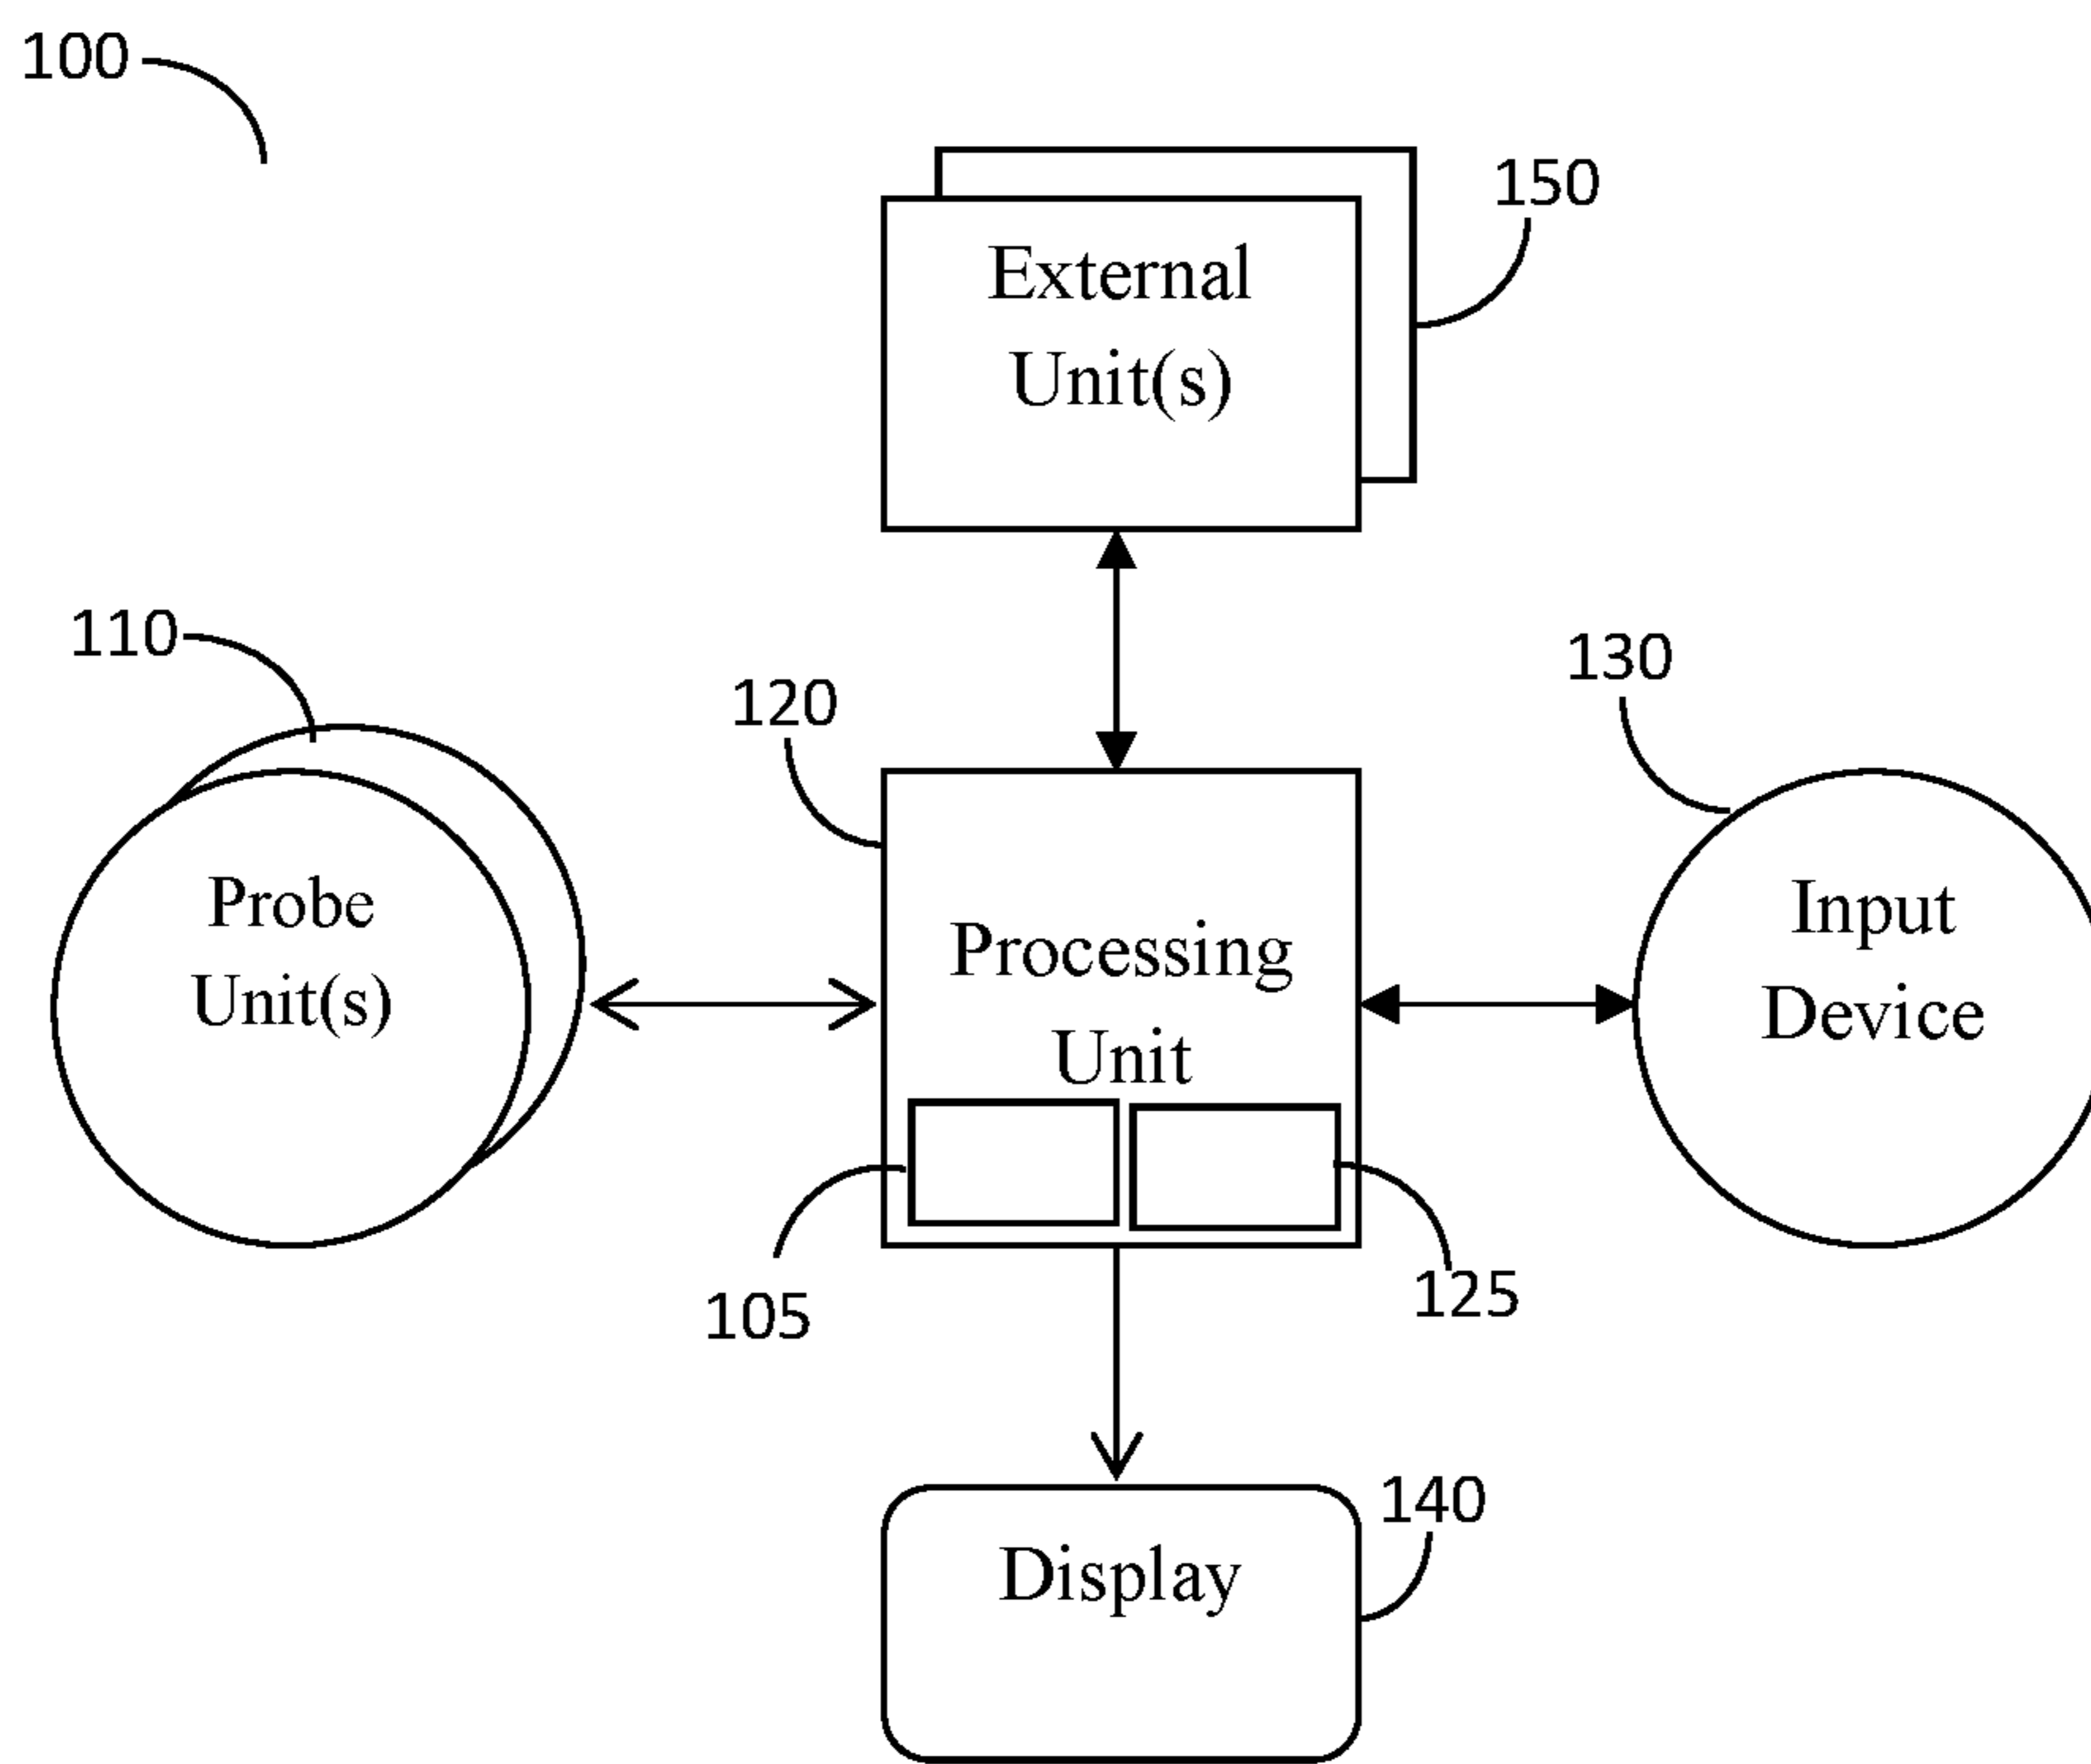 100
150
External
Unit(s)
110
120
130
Probe
Unit(s)
Processing
Unit
Input
Device
105
125
140
Display